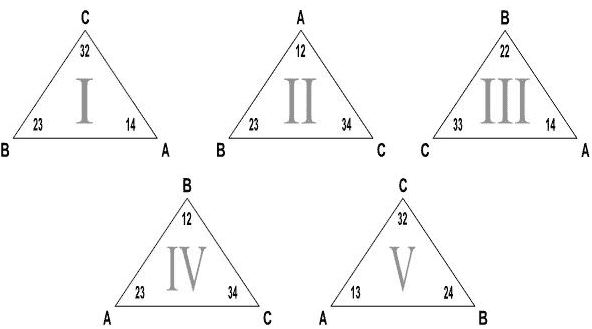 C A B
32 12 22
I II III
23 14 23 34 33 14
B A B C C A
B C
12 32
IV V
23 34 13 24
A C A B